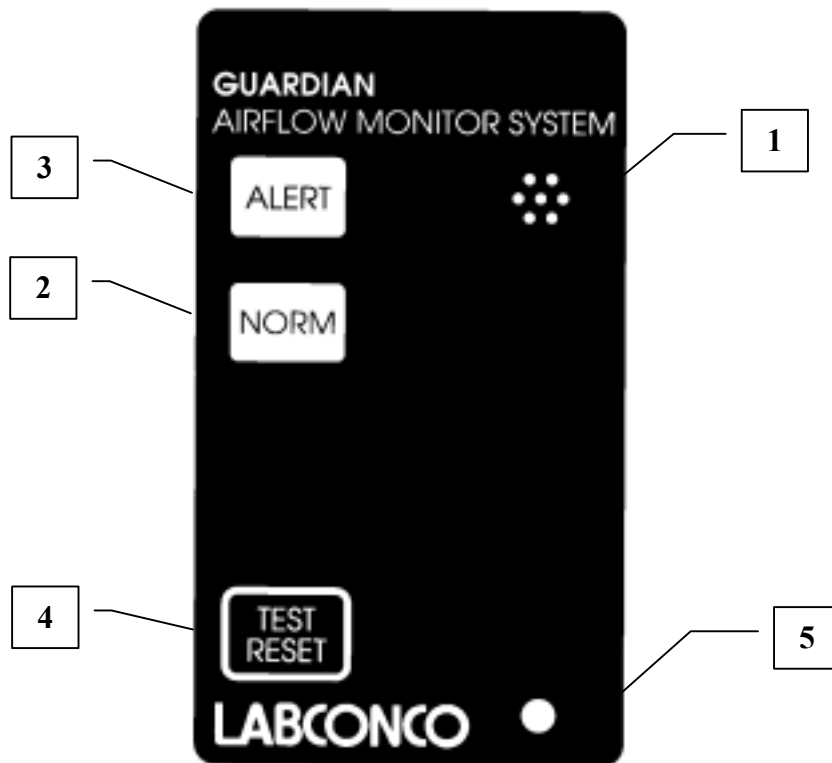 GUARDIAN
AIRFLOW MONITOR SYSTEM
1
3
ALERT
2
NORM
4
TEST
RESET
5
LABCONCO